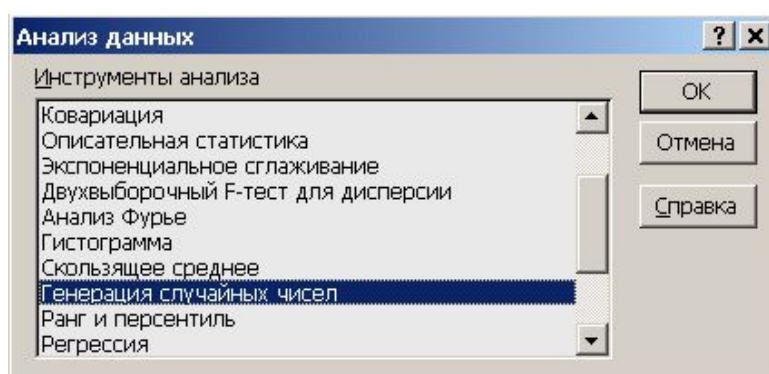 Анализ данных
Инструменты анализа
Ковариация
Описательная статистика
Экспоненциальное сглаживание
Двухвыборочный F-тест для дисперсии
Анализ Фурье
Гистограмма
Скользящее среднее
Генерация случайных чисел
Ранг и персентиль
Регрессия
OK
Отмена
Справка